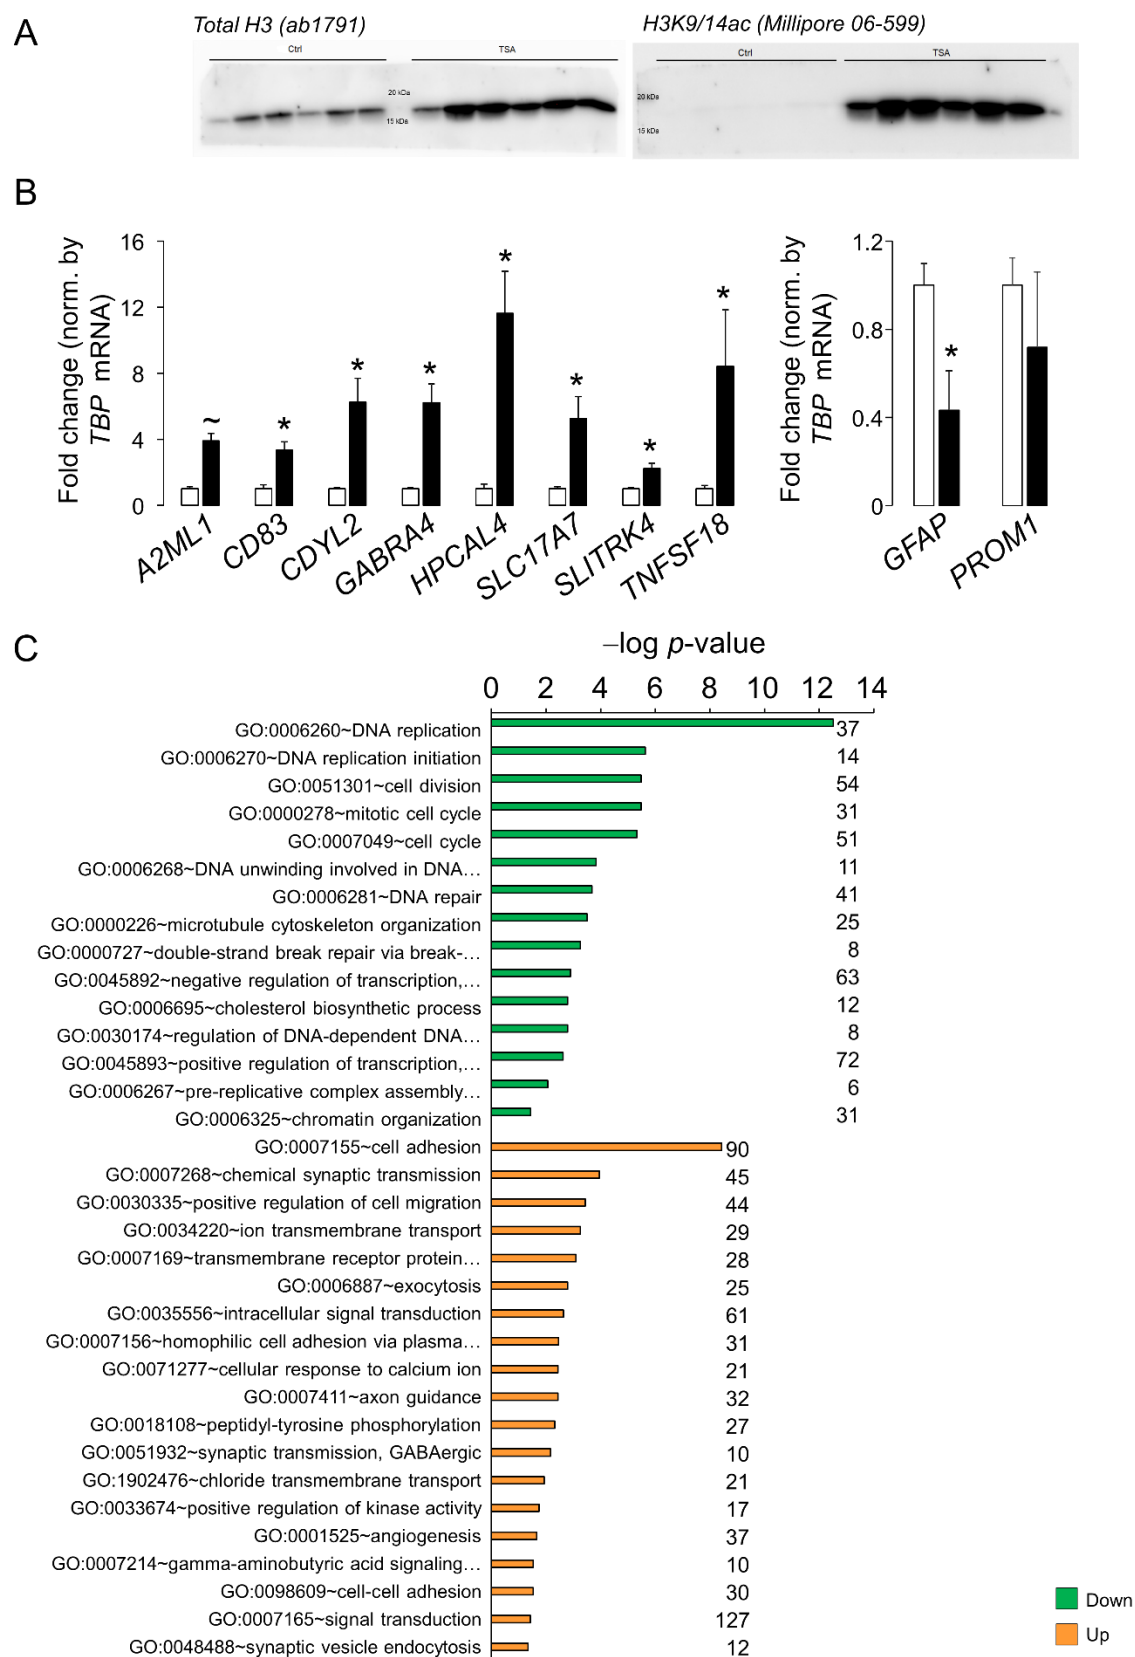 A
Total H3 (ab1791)
H3K9/14ac (Millipore 06-599)
Ctrl
TSA
Ctrl
TSA
20 kDa
15 kDa
20 kDa
15 kDa
B
Fold change (norm. by
TBP mRNA)
16
12
8
4
0
~
*
*
*
*
*
*
*
A2ML1
CD83
CDYL2
GABRA4
HPCAL4
SLC17A7
SLITRK4
TNFSF18
Fold change (norm. by
TBP mRNA)
1.2
0.8
0.4
0
*
GFAP
PROM1
C
–log p-value
0 2 4 6 8 10 12 14
GO:0006260~DNA replication 37
GO:0006270~DNA replication initiation 14
GO:0051301~cell division 54
GO:0000278~mitotic cell cycle 31
GO:0007049~cell cycle 51
GO:0006268~DNA unwinding involved in DNA… 11
GO:0006281~DNA repair 41
GO:0000226~microtubule cytoskeleton organization 25
GO:0000727~double-strand break repair via break-… 8
GO:0045892~negative regulation of transcription,… 63
GO:0006695~cholesterol biosynthetic process 12
GO:0030174~regulation of DNA-dependent DNA… 8
GO:0045893~positive regulation of transcription,… 72
GO:0006267~pre-replicative complex assembly… 6
GO:0006325~chromatin organization 31
GO:0007155~cell adhesion 90
GO:0007268~chemical synaptic transmission 45
GO:0030335~positive regulation of cell migration 44
GO:0034220~ion transmembrane transport 29
GO:0007169~transmembrane receptor protein… 28
GO:0006887~exocytosis 25
GO:0035556~intracellular signal transduction 61
GO:0007156~homophilic cell adhesion via plasma… 31
GO:0071277~cellular response to calcium ion 21
GO:0007411~axon guidance 32
GO:0018108~peptidyl-tyrosine phosphorylation 27
GO:0051932~synaptic transmission, GABAergic 10
GO:1902476~chloride transmembrane transport 21
GO:0033674~positive regulation of kinase activity 17
GO:0001525~angiogenesis 37
GO:0007214~gamma-aminobutyric acid signaling… 10
GO:0098609~cell-cell adhesion 30
GO:0007165~signal transduction 127
GO:0048488~synaptic vesicle endocytosis 12
Down
Up